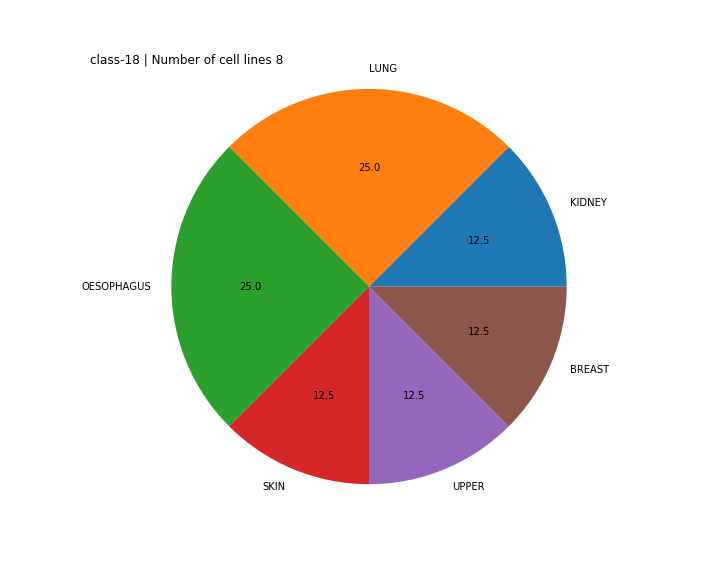 class-18 | Number of cell lines 8
LUNG
25.0
KIDNEY
12.5
OESOPHAGUS
25.0
12.5
BREAST
12.5
12.5
SKIN
UPPER